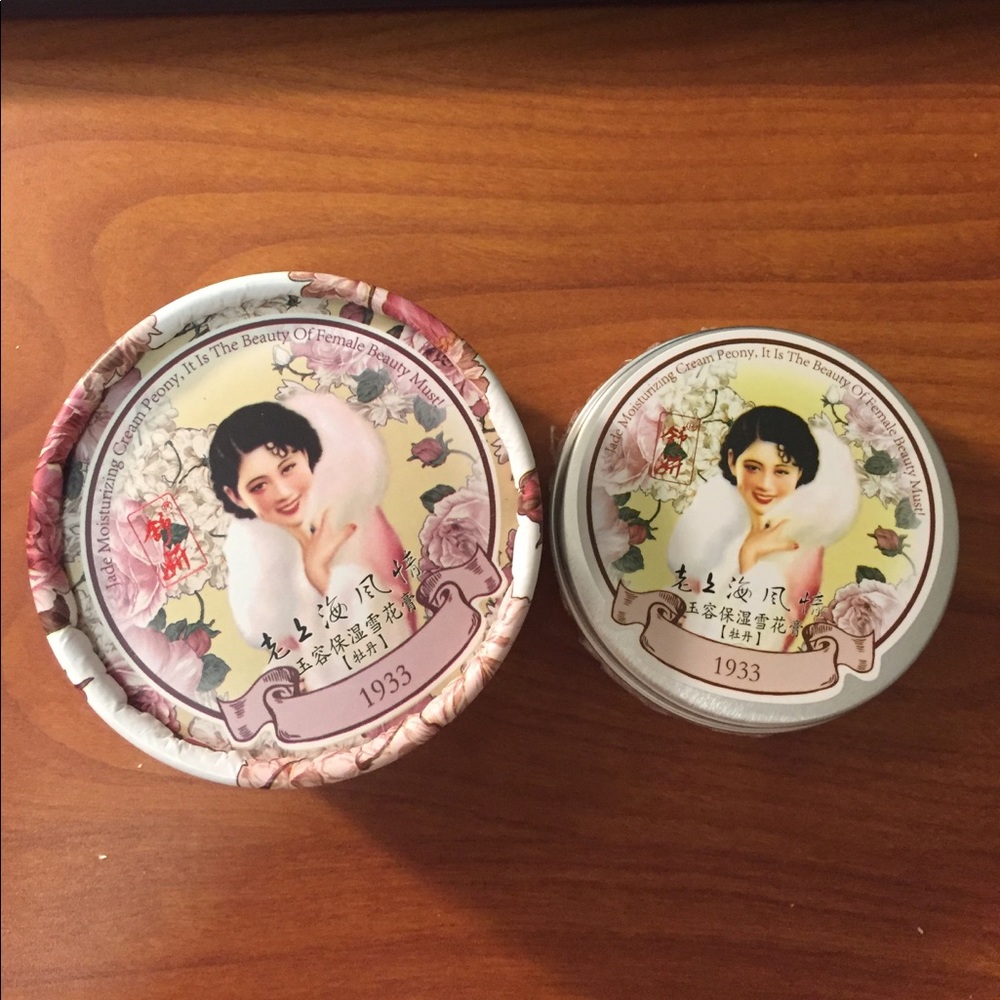 Jade Moisturizing Cream Peony, It Is The Beauty Of Female Beauty Must!
老上海风情
玉容保湿雪花膏
【牡丹】
1933
Jade Moisturizing Cream Peony, It Is The Beauty Of Female Beauty Must!
老上海风情
玉容保湿雪花膏
【牡丹】
1933